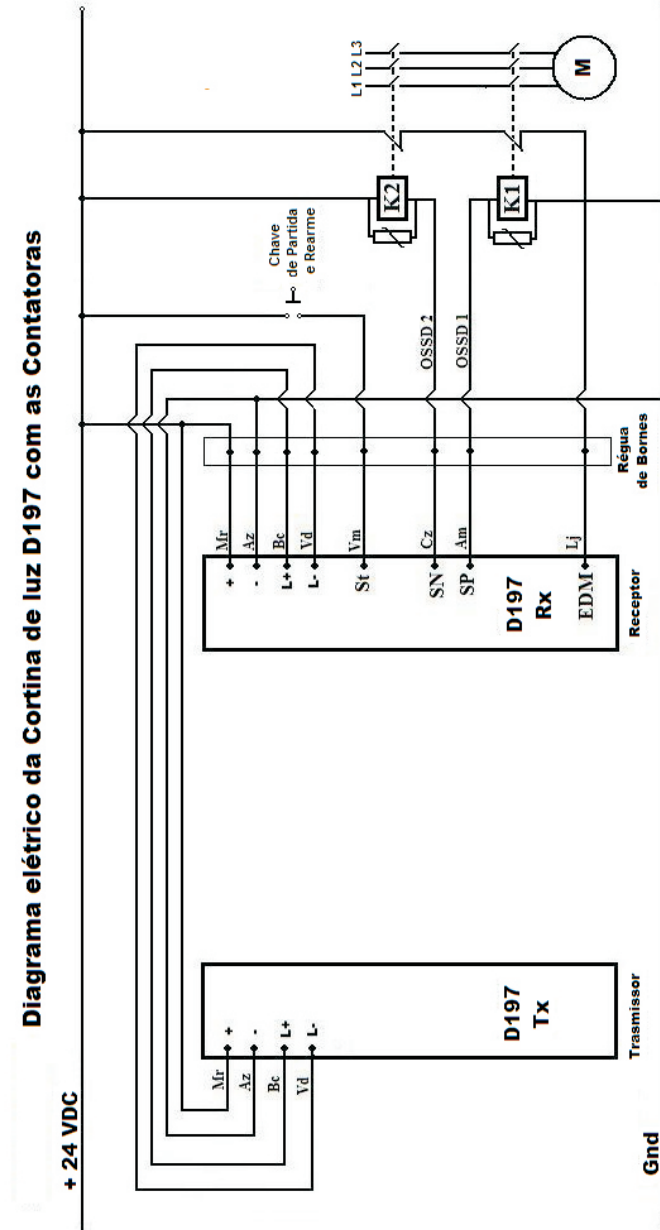 Diagrama elétrico da Cortina de luz D197 com as Contatoras
+ 24 VDC
Mr
Az
Bc
Vd
+
-
L+
L-
D197
Tx
Trasmissor
Gnd
+
-
L+
L-
St
SN
SP
EDM
Mr
Az
Bc
Vd
Vm
Cz
Am
Lj
D197
Rx
Receptor
Régua
de Bornes
OSSD 2
OSSD 1
Chave
de Partida
e Rearme
K2
K1
L1 L2 L3
M